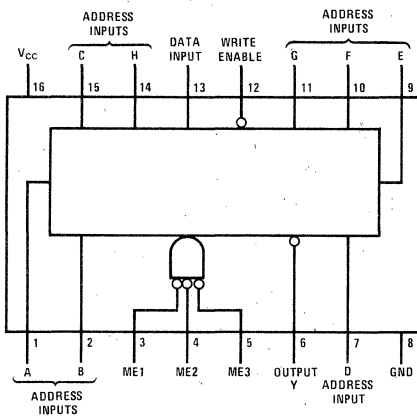 ADDRESS INPUTS
DATA INPUT
WRITE ENABLE
ADDRESS INPUTS
VCC C H G F E
16 15 14 13 12 11 10 9
1 2 3 4 5 6 7 8
A B ME1 ME2 ME3 OUTPUT Y D ADDRESS INPUT GND
ADDRESS INPUTS